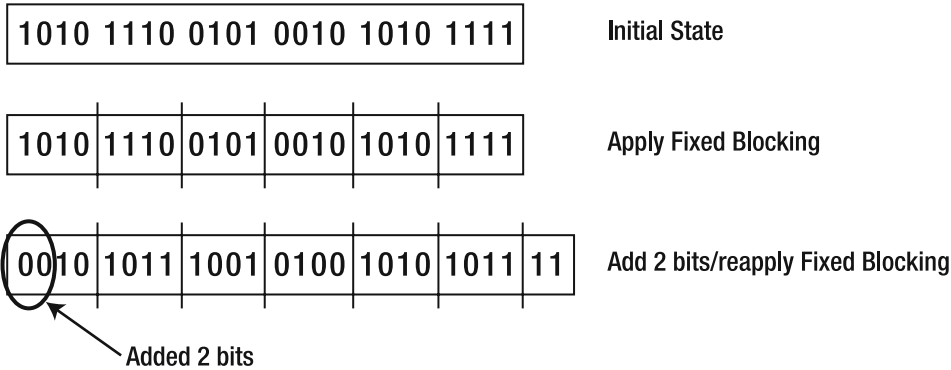 1010 1110 0101 0010 1010 1111 Initial State
1010 1110 0101 0010 1010 1111 Apply Fixed Blocking
0010 1011 1001 0100 1010 1011 11 Add 2 bits/reapply Fixed Blocking
Added 2 bits